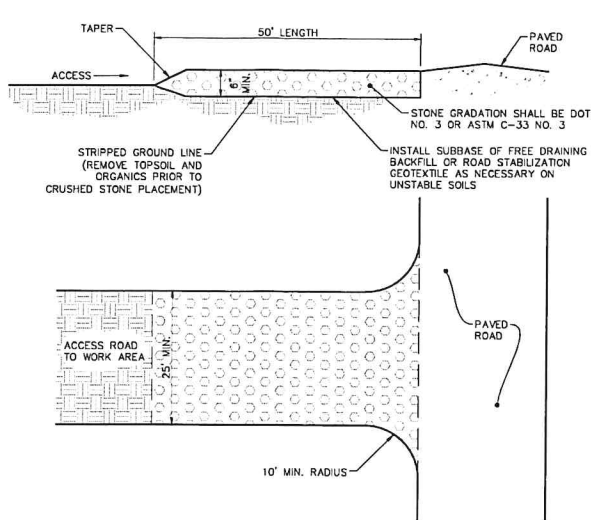 50' LENGTH
TAPER
PAVED
ROAD
ACCESS
6"
MIN.
STONE GRADATION SHALL BE DOT
NO. 3 OR ASTM C-33 NO. 3
STRIPPED GROUND LINE
(REMOVE TOPSOIL AND
ORGANICS PRIOR TO
CRUSHED STONE PLACEMENT)
INSTALL SUBBASE OF FREE DRAINING
BACKFILL OR ROAD STABILIZATION
GEOTEXTILE AS NECESSARY ON
UNSTABLE SOILS
ACCESS ROAD
TO WORK AREA
25' MIN.
PAVED
ROAD
10' MIN. RADIUS